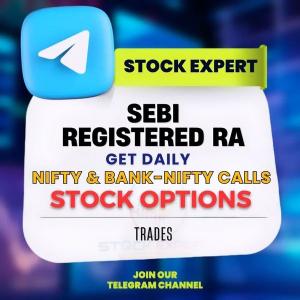 STOCK EXPERT
SEBI
REGISTERED RA
GET DAILY
NIFTY & BANK-NIFTY CALLS
STOCK OPTIONS
TRADES
JOIN OUR
TELEGRAM CHANNEL